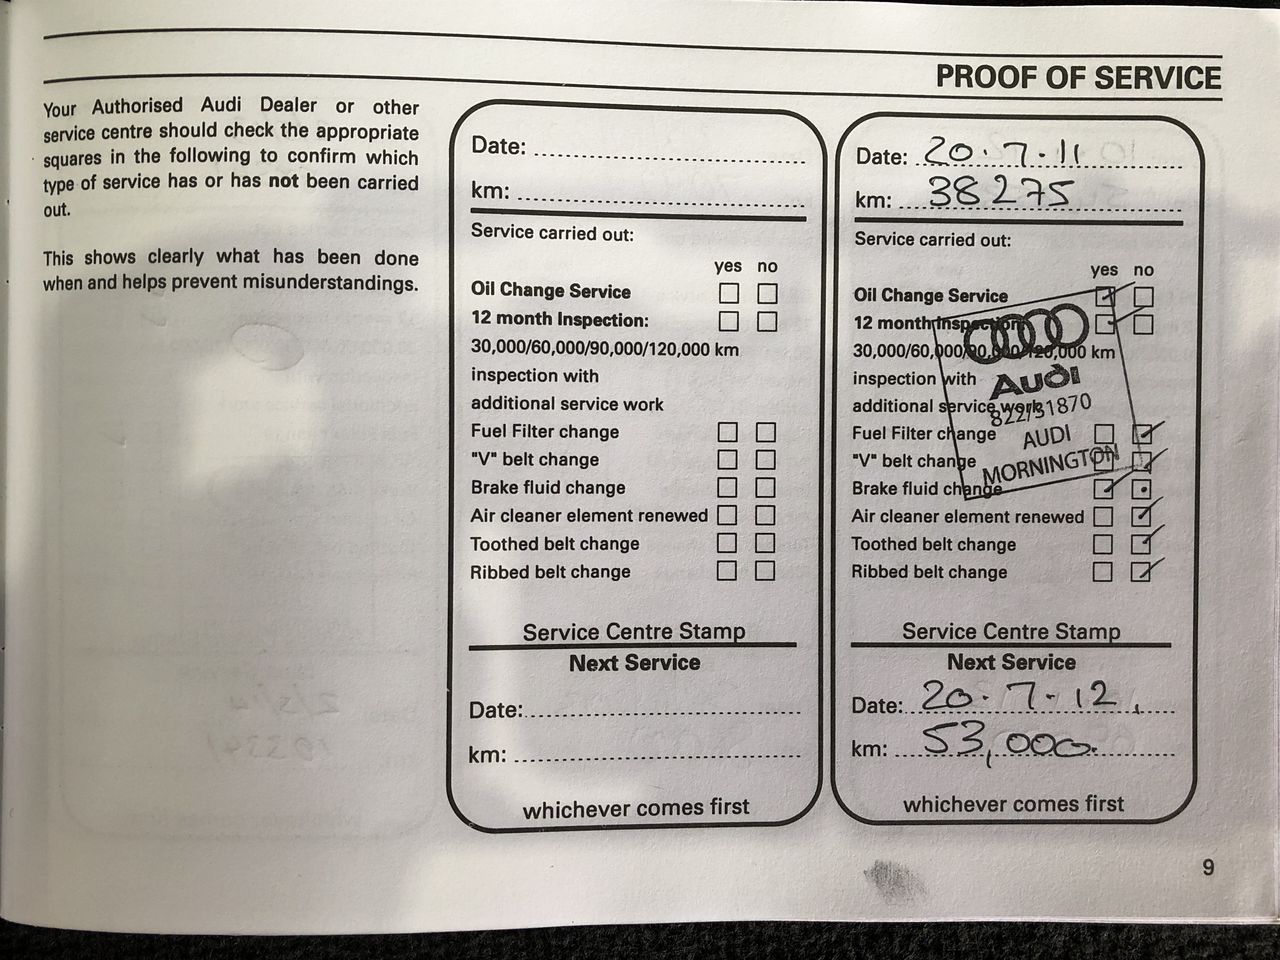 PROOF OF SERVICE
Your Authorised Audi Dealer or other
service centre should check the appropriate
squares in the following to confirm which
type of service has or has not been carried
out.
This shows clearly what has been done
when and helps prevent misunderstandings.
Date:
km:
Service carried out:
yes no
Oil Change Service
12 month Inspection:
30,000/60,000/90,000/120,000 km
inspection with
additional service work
Fuel Filter change
"V" belt change
Brake fluid change
Air cleaner element renewed
Toothed belt change
Ribbed belt change
Service Centre Stamp
Next Service
Date:
km:
whichever comes first
Date: 20.7.11
km: 38275
Service carried out:
yes no
Oil Change Service
12 month Inspection:
30,000/60,000/90,000/120,000 km
inspection with
additional service work
Fuel Filter change
"V" belt change
Brake fluid change
Air cleaner element renewed
Toothed belt change
Ribbed belt change
Audi
822/31870
AUDI
MORNINGTON
Service Centre Stamp
Next Service
Date: 20.7-12
km: 53,000
whichever comes first
9